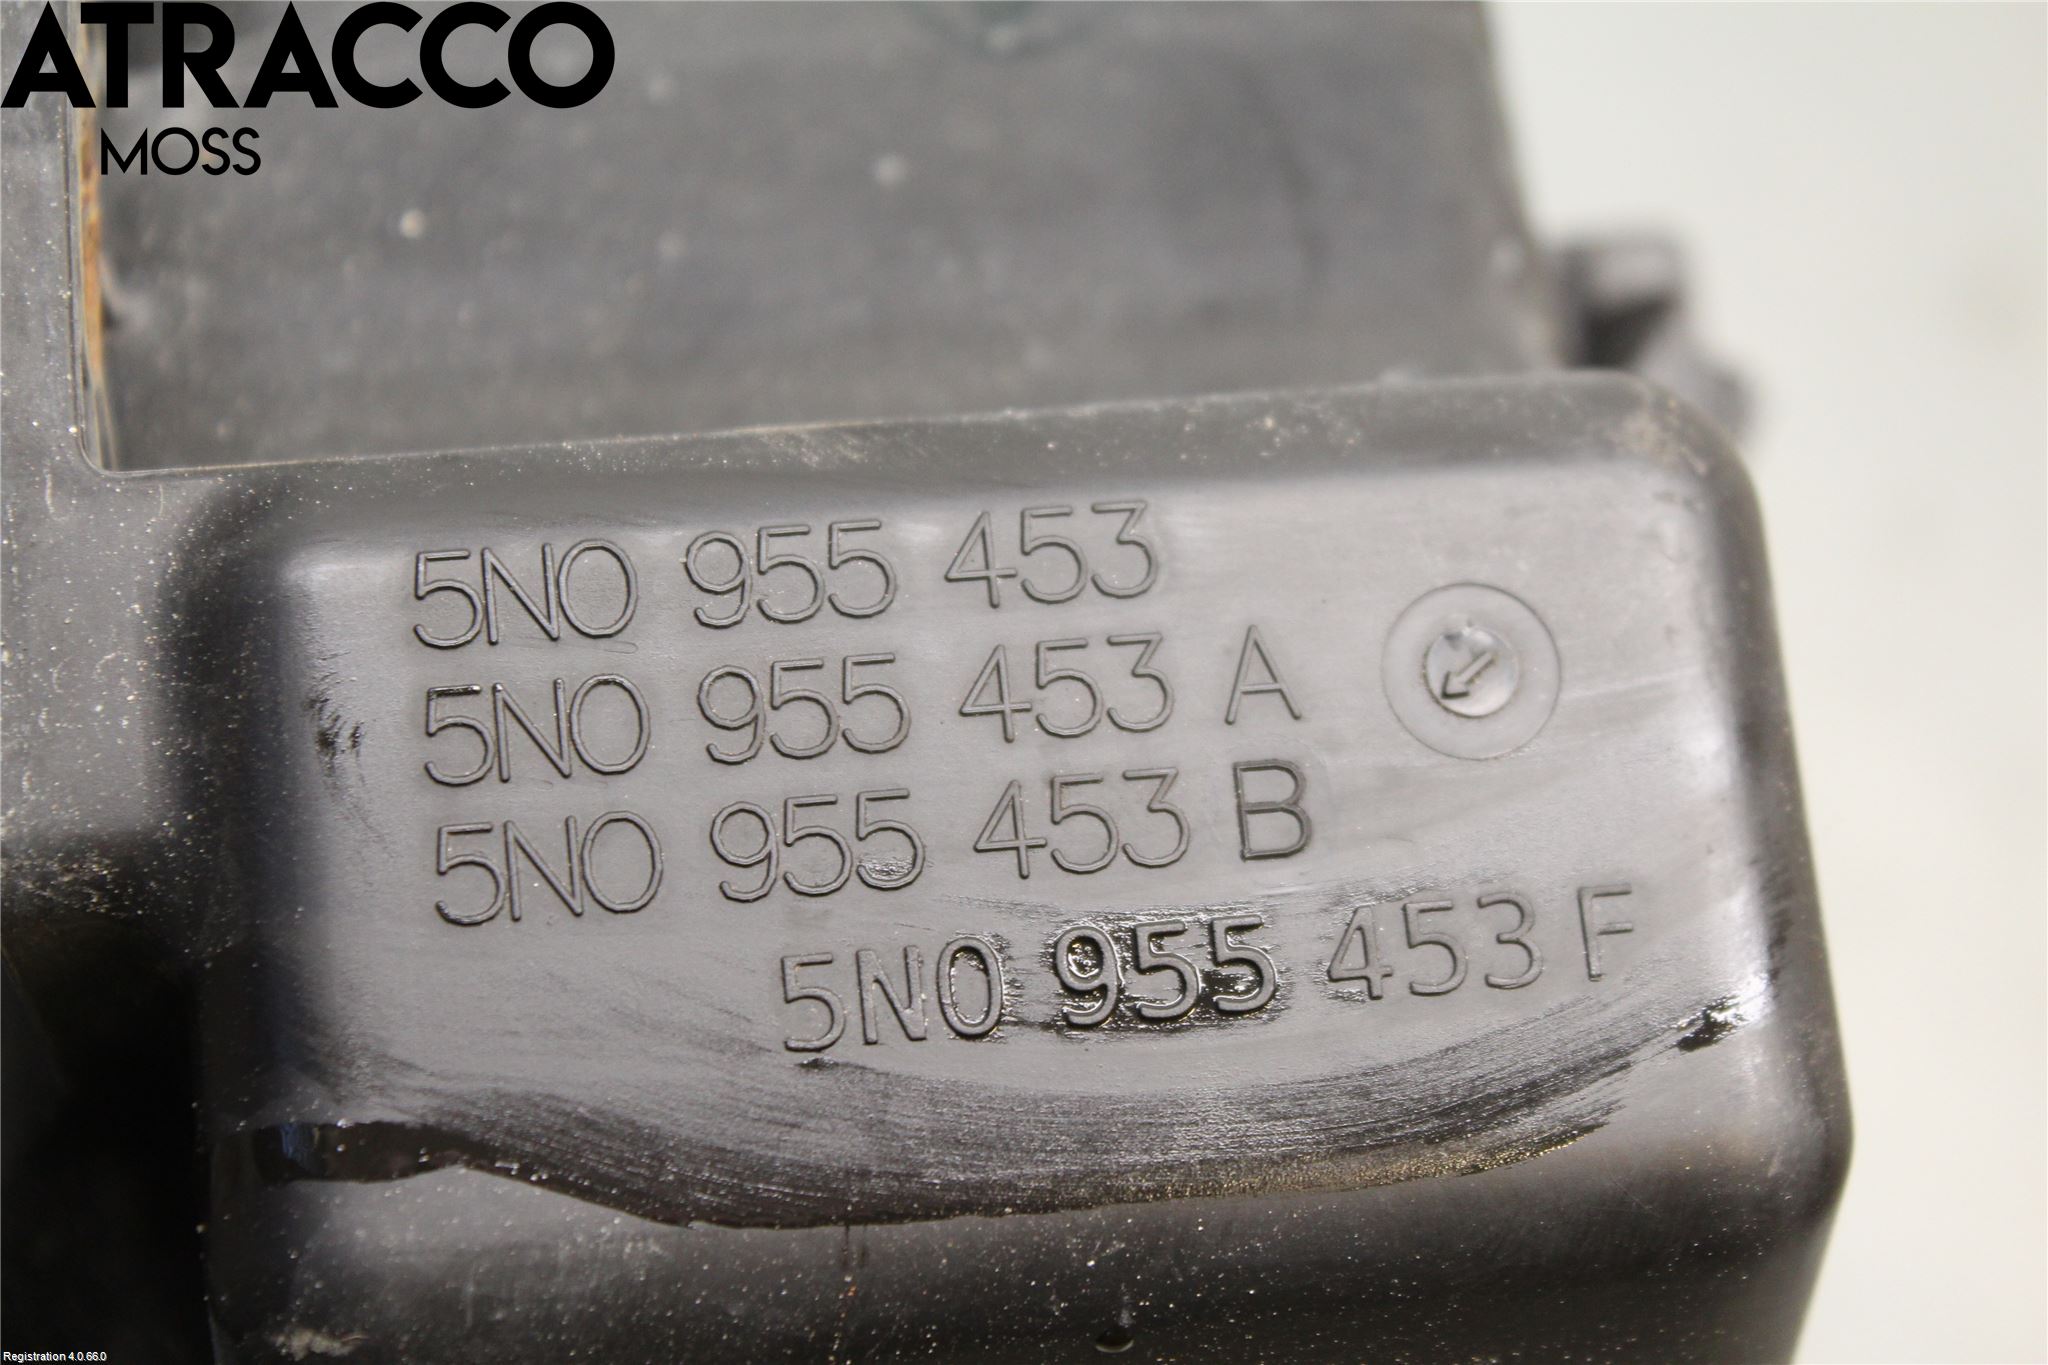 ATRACCO
MOSS
5N0 955 453
5N0 955 453 A
5N0 955 453 B
5N0 955 453 F
Registration 4.0.66.0